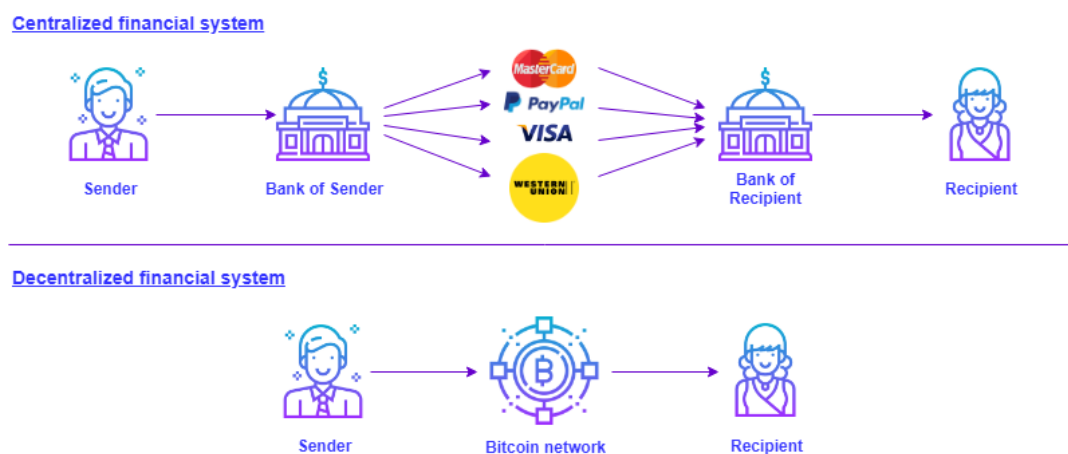 Centralized financial system
$
$
MasterCard
PayPal
VISA
WESTERN
UNION
Sender
Bank of Sender
Bank of
Recipient
Recipient
Decentralized financial system
B
Sender
Bitcoin network
Recipient